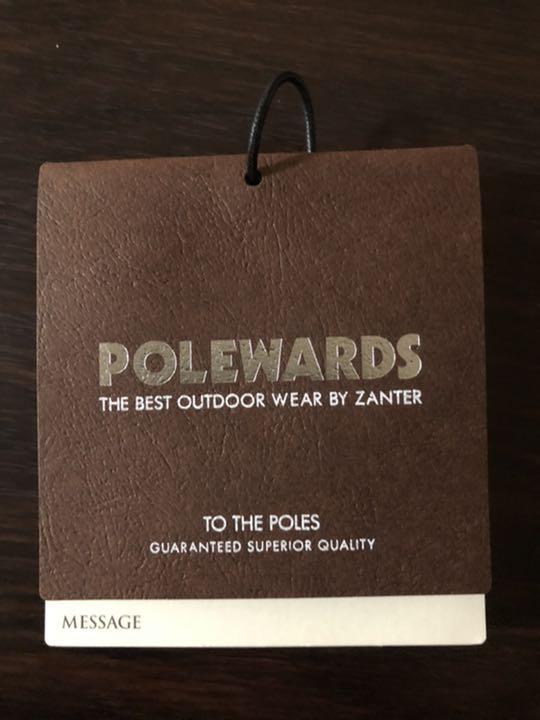 POLEWARDS
THE BEST OUTDOOR WEAR BY ZANTER
TO THE POLES
GUARANTEED SUPERIOR QUALITY
MESSAGE